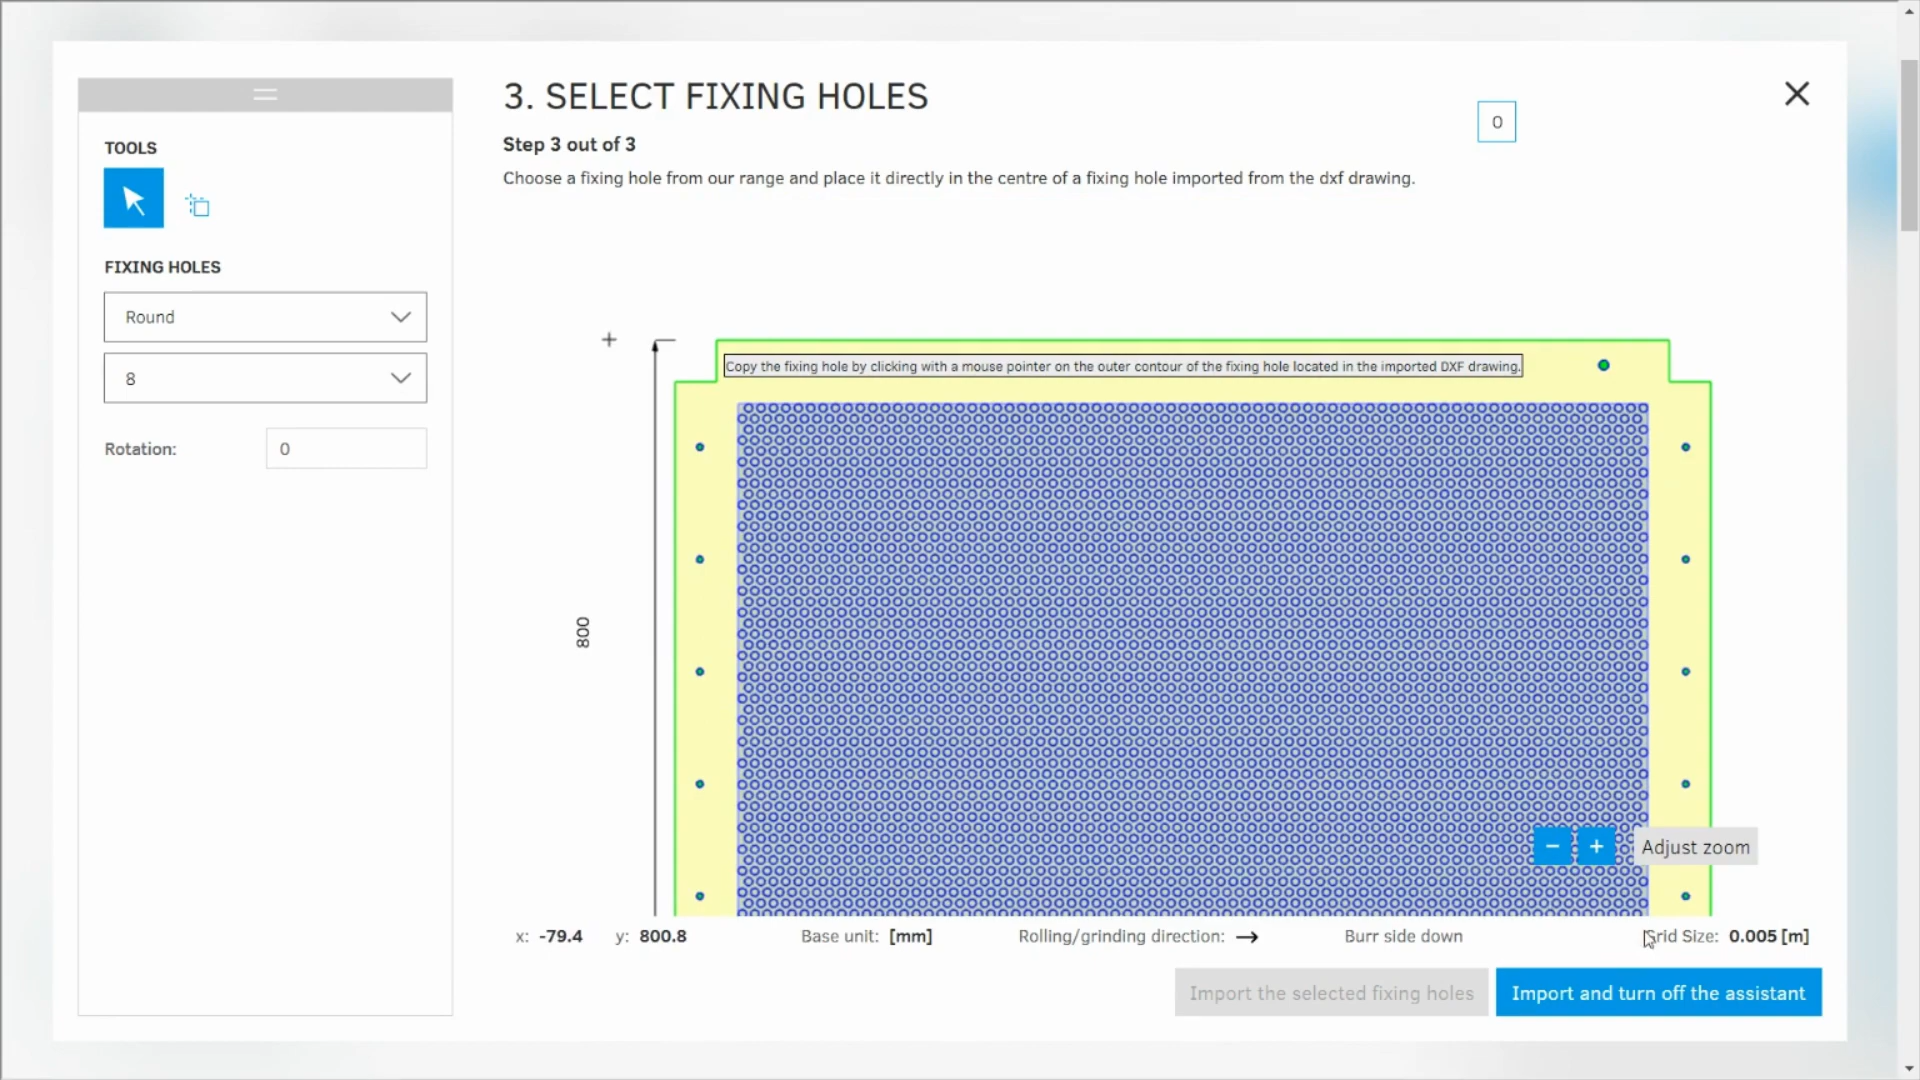 3. SELECT FIXING HOLES
0
Step 3 out of 3
Choose a fixing hole from our range and place it directly in the centre of a fixing hole imported from the dxf drawing.
TOOLS
FIXING HOLES
Round
8
Rotation: 0
Copy the fixing hole by clicking with a mouse pointer on the outer contour of the fixing hole located in the imported DXF drawing.
800
Adjust zoom
x: -79.4 y: 800.8 Base unit: [mm] Rolling/grinding direction: → Burr side down Grid Size: 0.005 [m]
Import the selected fixing holes
Import and turn off the assistant